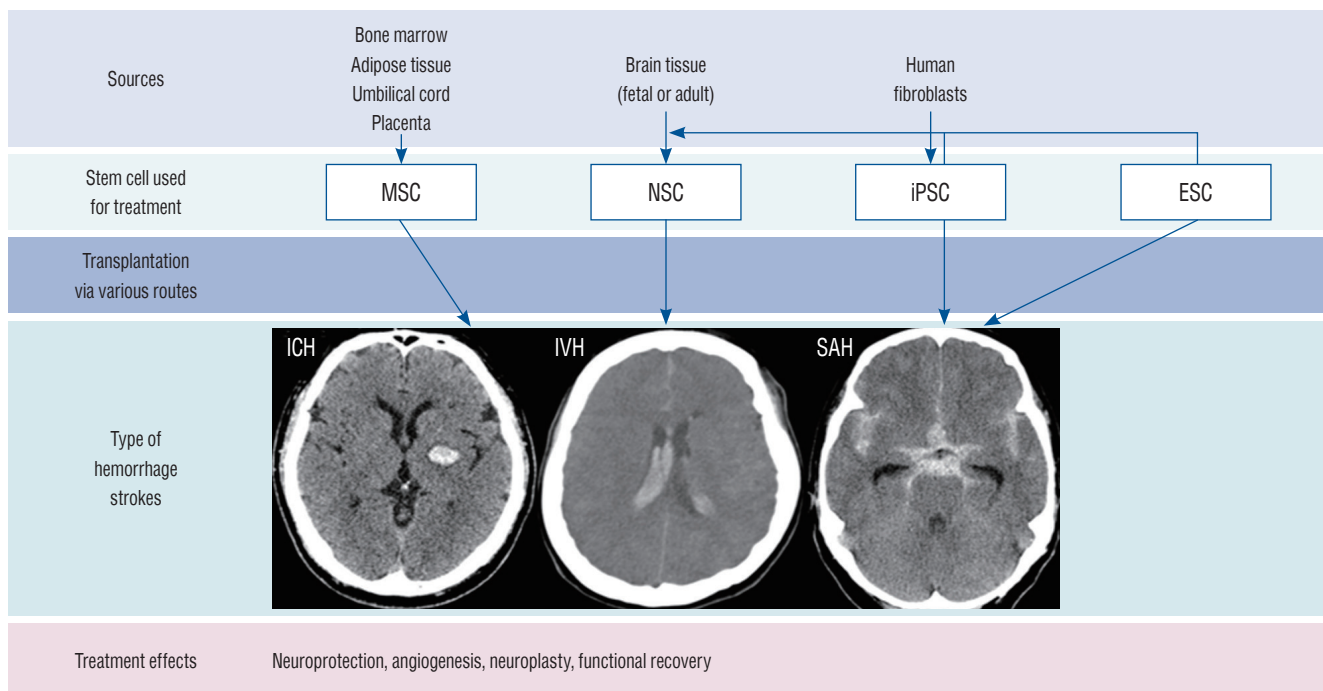 Sources
Bone marrow
Adipose tissue
Umbilical cord
Placenta
Brain tissue
(fetal or adult)
Human
fibroblasts
Stem cell used
for treatment
MSC
NSC
iPSC
ESC
Transplantation
via various routes
Type of
hemorrhage
strokes
ICH
IVH
SAH
Treatment effects
Neuroprotection, angiogenesis, neuroplasty, functional recovery